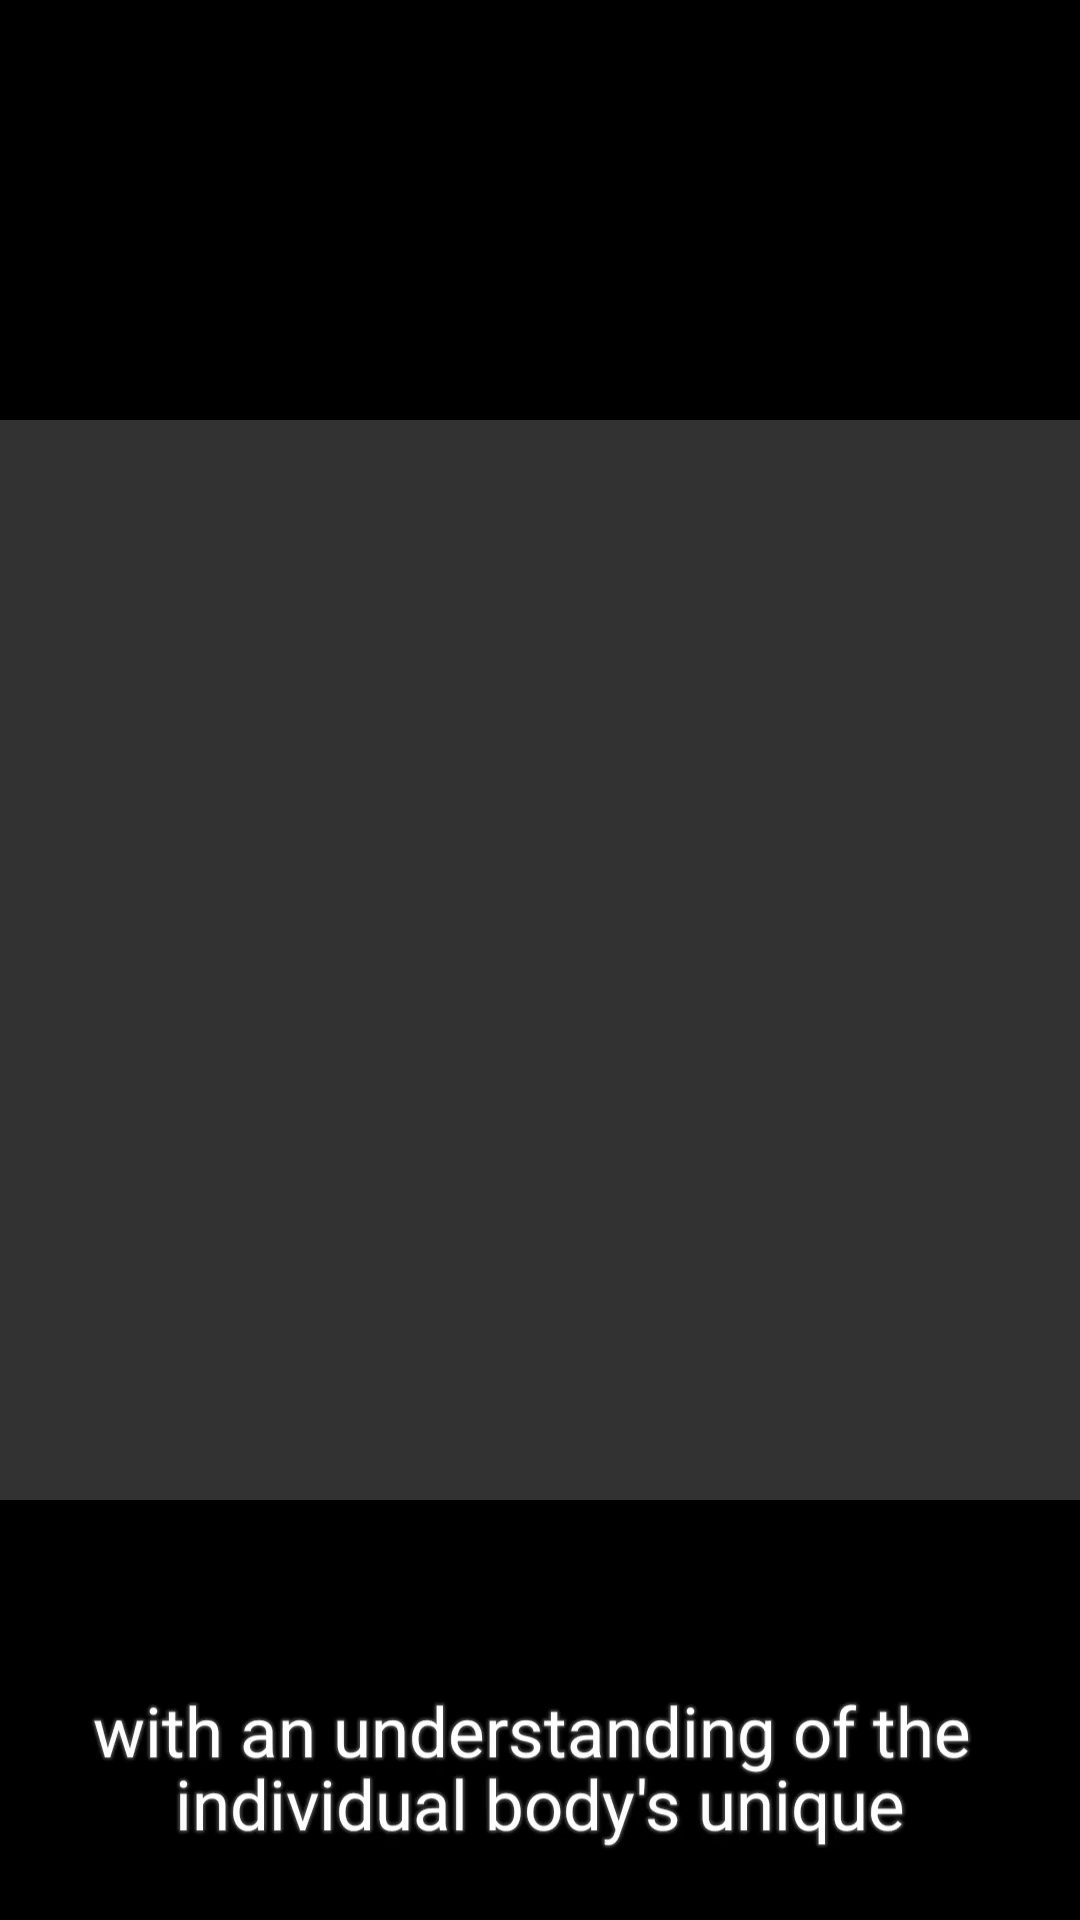 with an understanding of the
individual body's unique